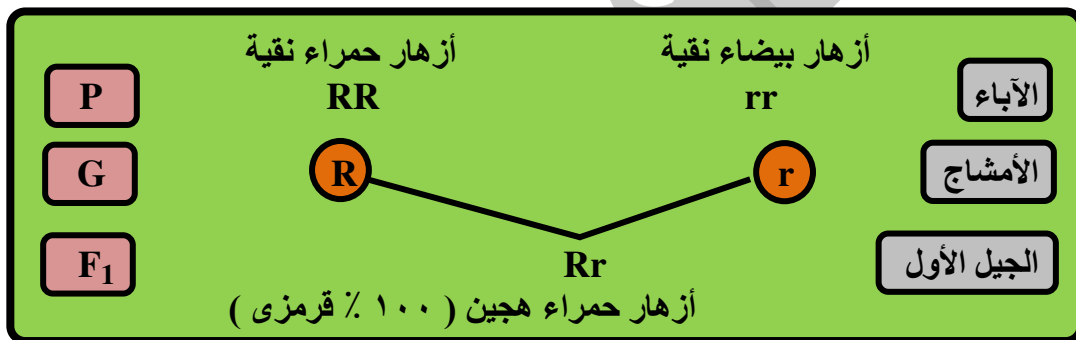 أزهار بيضاء نقية أزهار حمراء نقية
الآباء rr RR P
الأمشاج r R G
الجيل الأول Rr F₁
أزهار حمراء هجين ( ١٠٠ ٪ قرمزى )